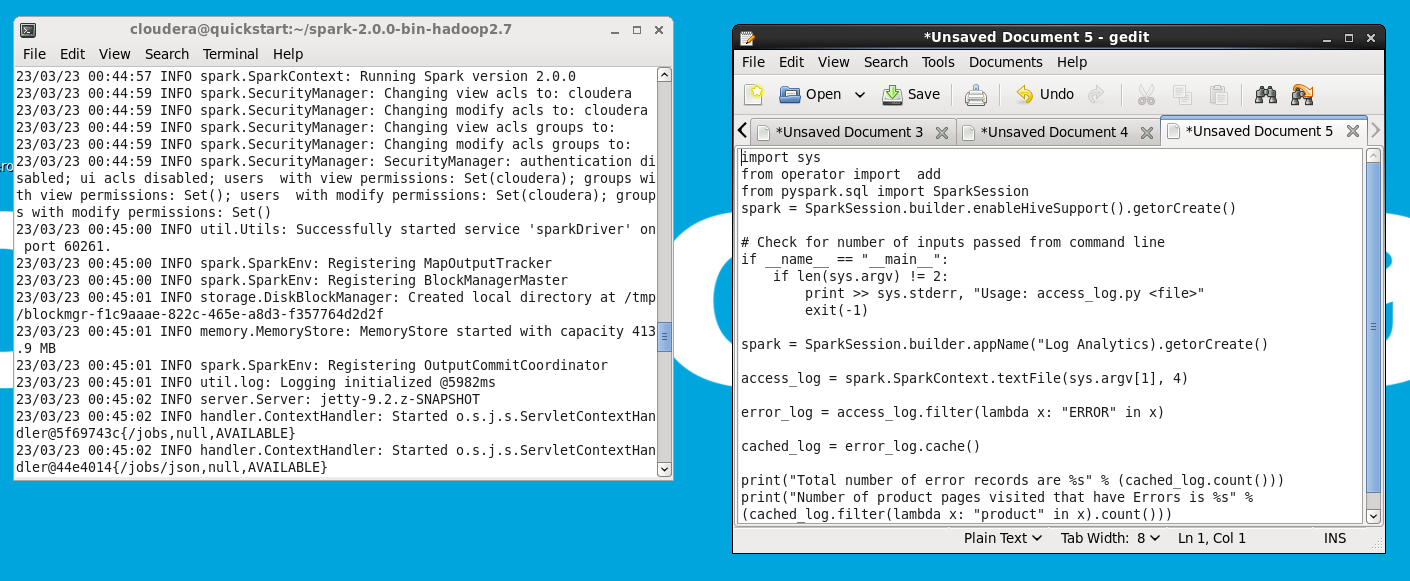 cloudera@quickstart:~/spark-2.0.0-bin-hadoop2.7
File Edit View Search Terminal Help
23/03/23 00:44:57 INFO spark.SparkContext: Running Spark version 2.0.0
23/03/23 00:44:59 INFO spark.SecurityManager: Changing view acls to: cloudera
23/03/23 00:44:59 INFO spark.SecurityManager: Changing modify acls to: cloudera
23/03/23 00:44:59 INFO spark.SecurityManager: Changing view acls groups to:
23/03/23 00:44:59 INFO spark.SecurityManager: Changing modify acls groups to:
23/03/23 00:44:59 INFO spark.SecurityManager: SecurityManager: authentication di
sabled; ui acls disabled; users  with view permissions: Set(cloudera); groups wi
th view permissions: Set(); users  with modify permissions: Set(cloudera); group
s with modify permissions: Set()
23/03/23 00:45:00 INFO util.Utils: Successfully started service 'sparkDriver' on
 port 60261.
23/03/23 00:45:00 INFO spark.SparkEnv: Registering MapOutputTracker
23/03/23 00:45:00 INFO spark.SparkEnv: Registering BlockManagerMaster
23/03/23 00:45:01 INFO storage.DiskBlockManager: Created local directory at /tmp
/blockmgr-f1c9aaae-822c-465e-a8d3-f357764d2d2f
23/03/23 00:45:01 INFO memory.MemoryStore: MemoryStore started with capacity 413
.9 MB
23/03/23 00:45:01 INFO spark.SparkEnv: Registering OutputCommitCoordinator
23/03/23 00:45:01 INFO util.log: Logging initialized @5982ms
23/03/23 00:45:02 INFO server.Server: jetty-9.2.z-SNAPSHOT
23/03/23 00:45:02 INFO handler.ContextHandler: Started o.s.j.s.ServletContextHan
dler@5f69743c{/jobs,null,AVAILABLE}
23/03/23 00:45:02 INFO handler.ContextHandler: Started o.s.j.s.ServletContextHan
dler@44e4014{/jobs/json,null,AVAILABLE}
*Unsaved Document 5 - gedit
File Edit View Search Tools Documents Help
Open Save Undo
*Unsaved Document 3 *Unsaved Document 4 *Unsaved Document 5
import sys
from operator import  add
from pyspark.sql import SparkSession
spark = SparkSession.builder.enableHiveSupport().getorCreate()
# Check for number of inputs passed from command line
if __name__ == "__main__":
    if len(sys.argv) != 2:
        print >> sys.stderr, "Usage: access_log.py <file>"
        exit(-1)
spark = SparkSession.builder.appName("Log Analytics).getorCreate()
access_log = spark.SparkContext.textFile(sys.argv[1], 4)
error_log = access_log.filter(lambda x: "ERROR" in x)
cached_log = error_log.cache()
print("Total number of error records are %s" % (cached_log.count()))
print("Number of product pages visited that have Errors is %s" %
(cached_log.filter(lambda x: "product" in x).count()))
Plain Text Tab Width: 8 Ln 1, Col 1 INS